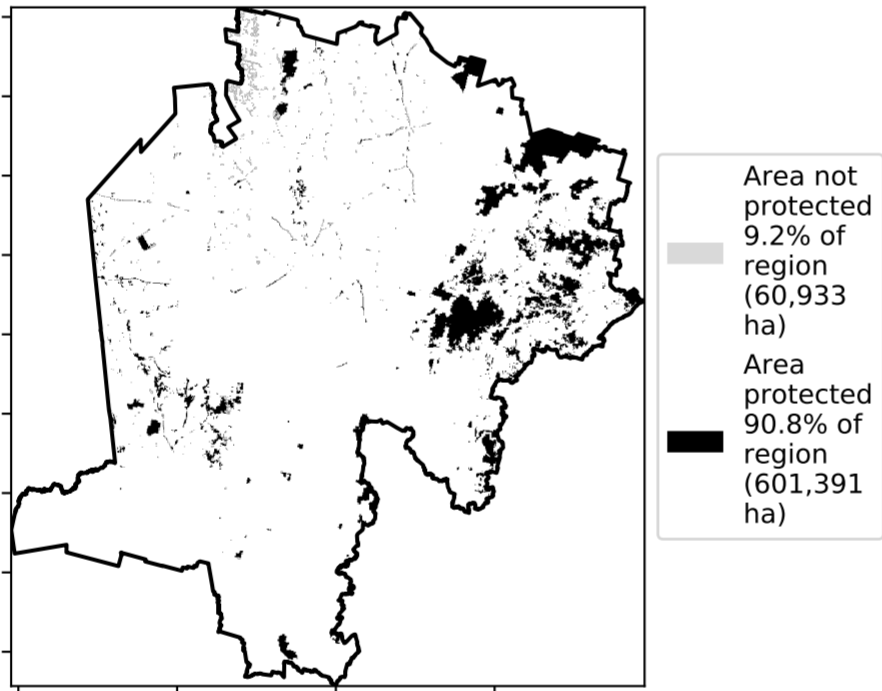 Area not
protected
9.2% of
region
(60,933
ha)
Area
protected
90.8% of
region
(601,391
ha)